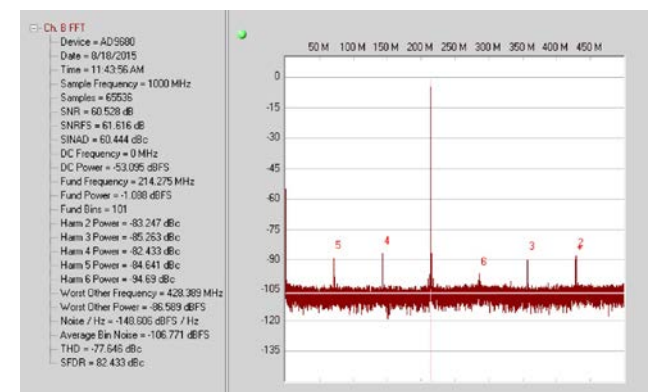 Ch. B FFT
Device = AD9680
Date = 8/18/2015
Time = 11:43:56 AM
Sample Frequency = 1000 MHz
Samples = 65536
SNR = 60.528 dB
SNRFS = 61.616 dB
SINAD = 60.444 dBc
DC Frequency = 0 MHz
DC Power = -53.095 dBFS
Fund Frequency = 214.275 MHz
Fund Power = -1.088 dBFS
Fund Bins = 101
Harm 2 Power = -83.247 dBc
Harm 3 Power = -85.263 dBc
Harm 4 Power = -82.433 dBc
Harm 5 Power = -84.641 dBc
Harm 6 Power = -94.69 dBc
Worst Other Frequency = 428.389 MHz
Worst Other Power = -86.589 dBFS
Noise / Hz = -148.606 dBFS / Hz
Average Bin Noise = -106.771 dBFS
THD = -77.646 dBc
SFDR = 82.433 dBc
50 M 100 M 150 M 200 M 250 M 300 M 350 M 400 M 450 M
0
-15
-30
-45
-60
-75
-90
-105
-120
-135
5 4 6 3 2
+